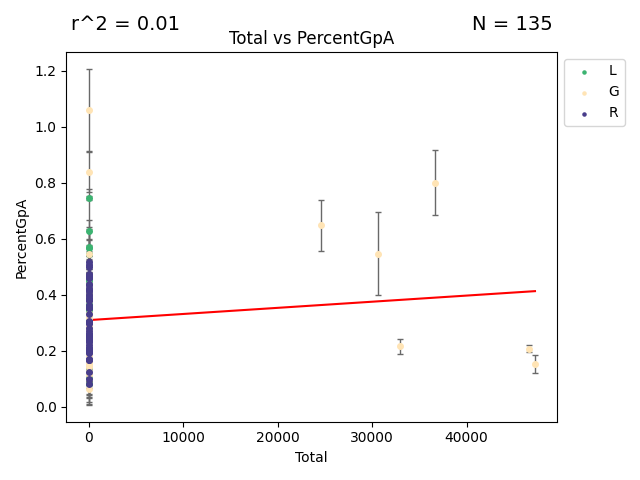 r^2 = 0.01
N = 135
Total vs PercentGpA
L
G
R
1.2
1.0
0.8
0.6
0.4
0.2
0.0
PercentGpA
0
10000
20000
30000
40000
Total